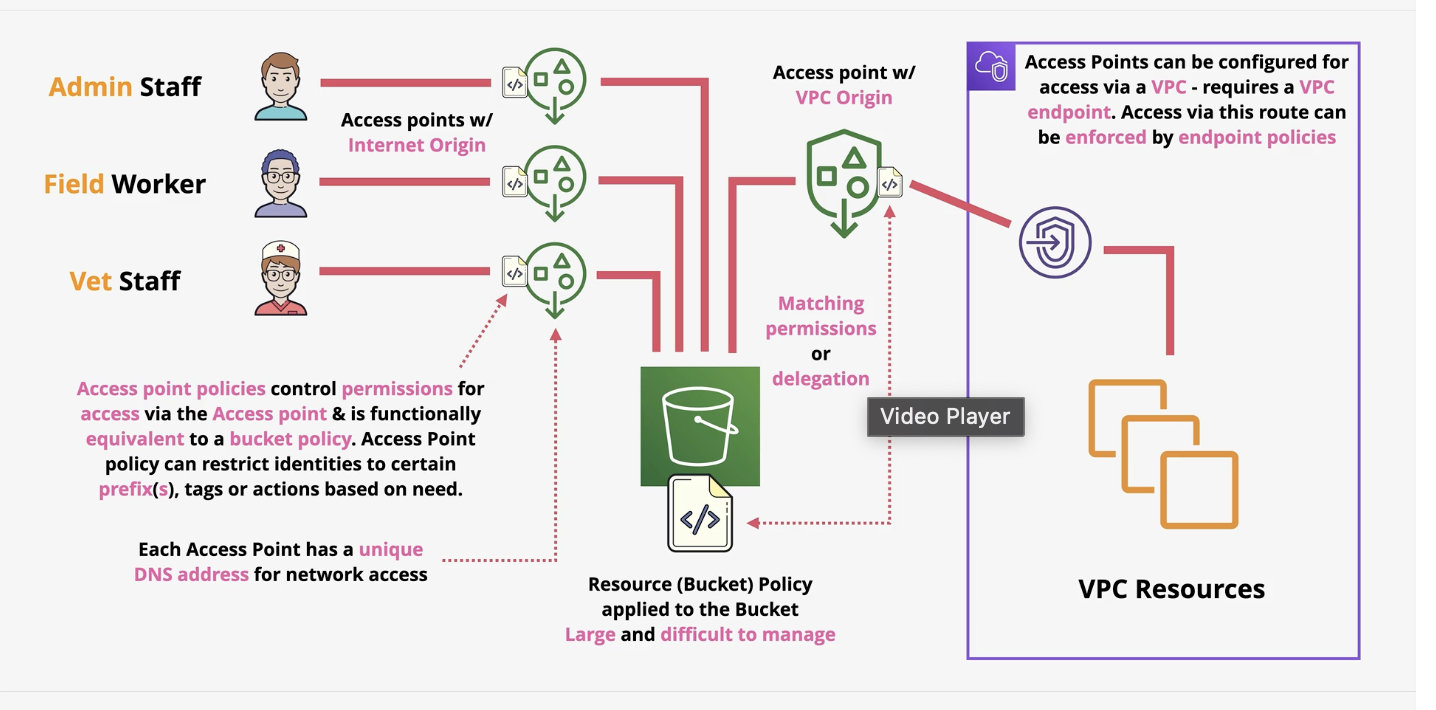 Admin Staff
Access points w/
Internet Origin
Field Worker
Vet Staff
Access point policies control permissions for
access via the Access point & is functionally
equivalent to a bucket policy. Access Point
policy can restrict identities to certain
prefix(s), tags or actions based on need.
Each Access Point has a unique
DNS address for network access
Resource (Bucket) Policy
applied to the Bucket
Large and difficult to manage
Access point w/
VPC Origin
Matching
permissions
or
delegation
Video Player
Access Points can be configured for
access via a VPC - requires a VPC
endpoint. Access via this route can
be enforced by endpoint policies
VPC Resources